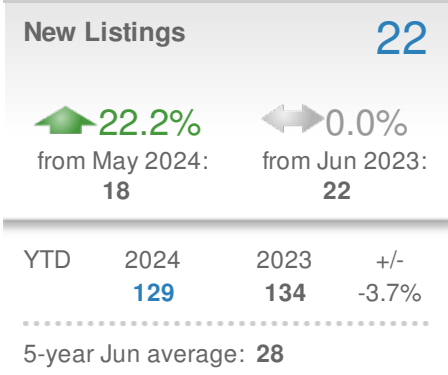 New Listings 22
22.2% 0.0%
from May 2024: from Jun 2023:
18 22
YTD 2024 2023 +/-
129 134 -3.7%
5-year Jun average: 28